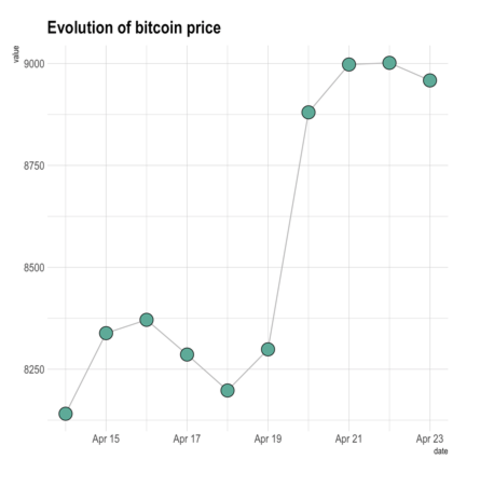 Evolution of bitcoin price
value
9000
8750
8500
8250
Apr 15 Apr 17 Apr 19 Apr 21 Apr 23
date